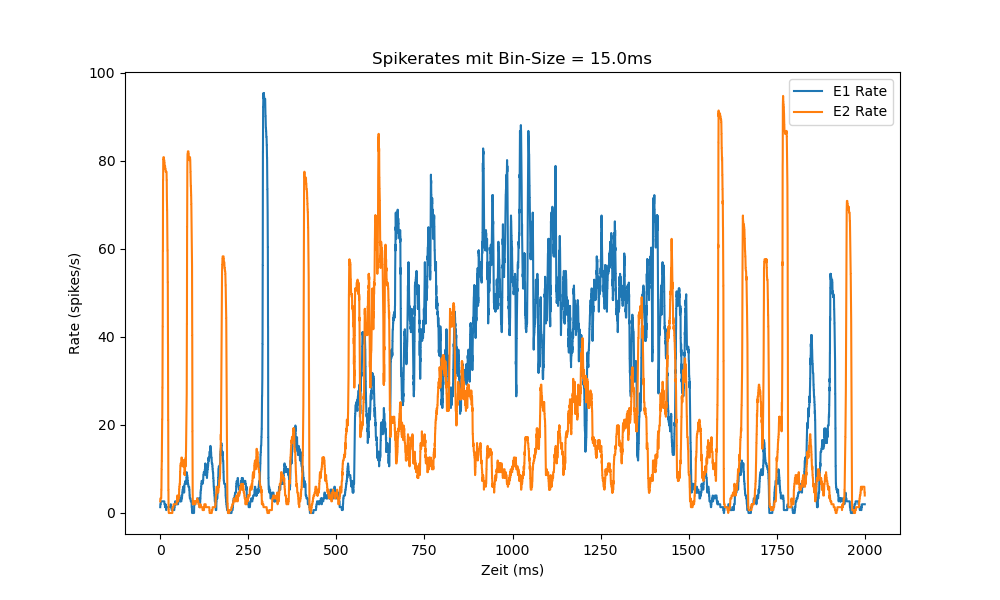 Spikerates mit Bin-Size = 15.0ms
E1 Rate
E2 Rate
Rate (spikes/s)
100
80
60
40
20
0
0 250 500 750 1000 1250 1500 1750 2000
Zeit (ms)